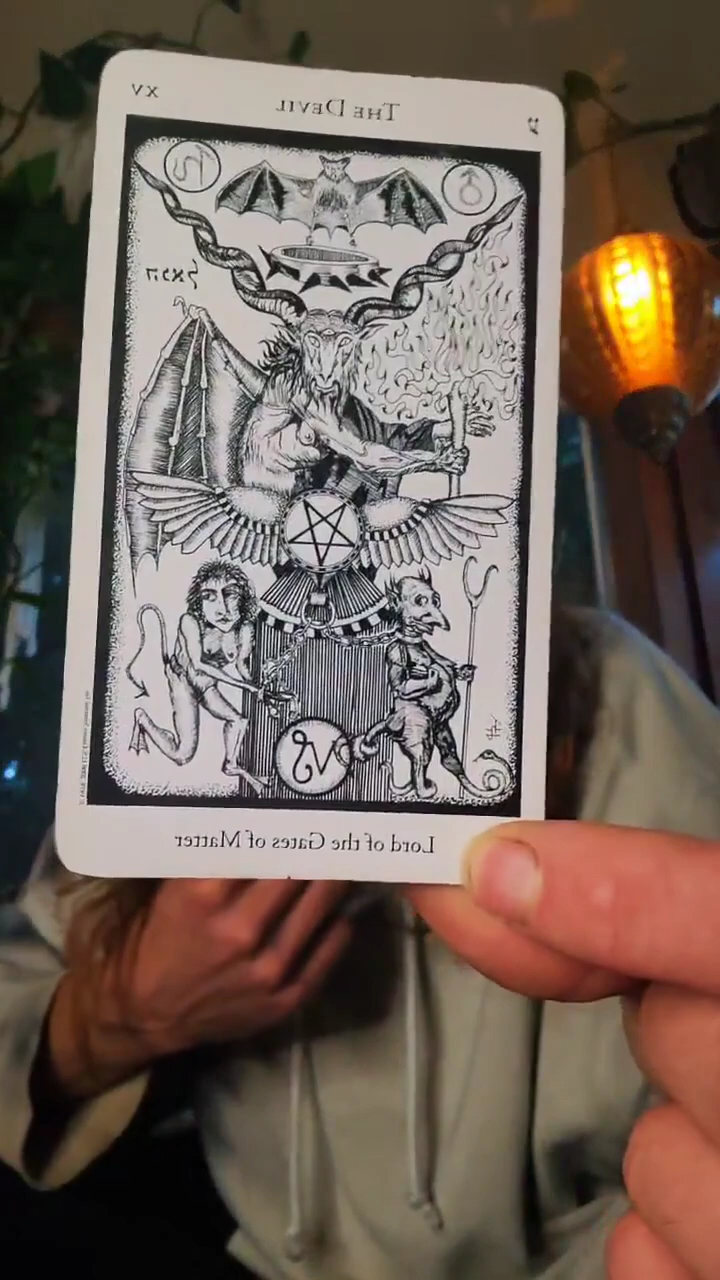 The Devil
XV
Lord of the Gates of Matter